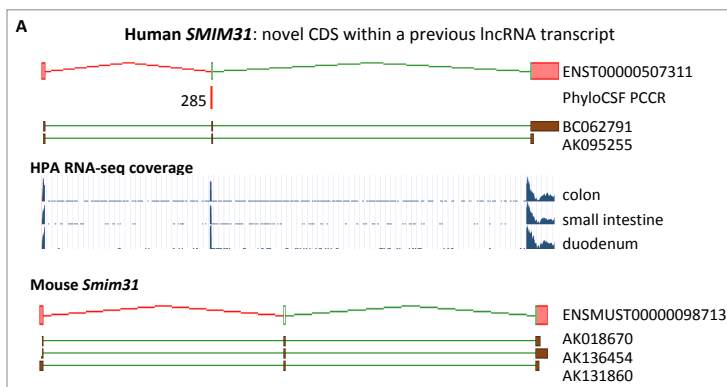 A
Human SMIM31: novel CDS within a previous lncRNA transcript
ENST00000507311
285
PhyloCSF PCCR
BC062791
AK095255
HPA RNA-seq coverage
colon
small intestine
duodenum
Mouse Smim31
ENSMUST00000098713
AK018670
AK136454
AK131860